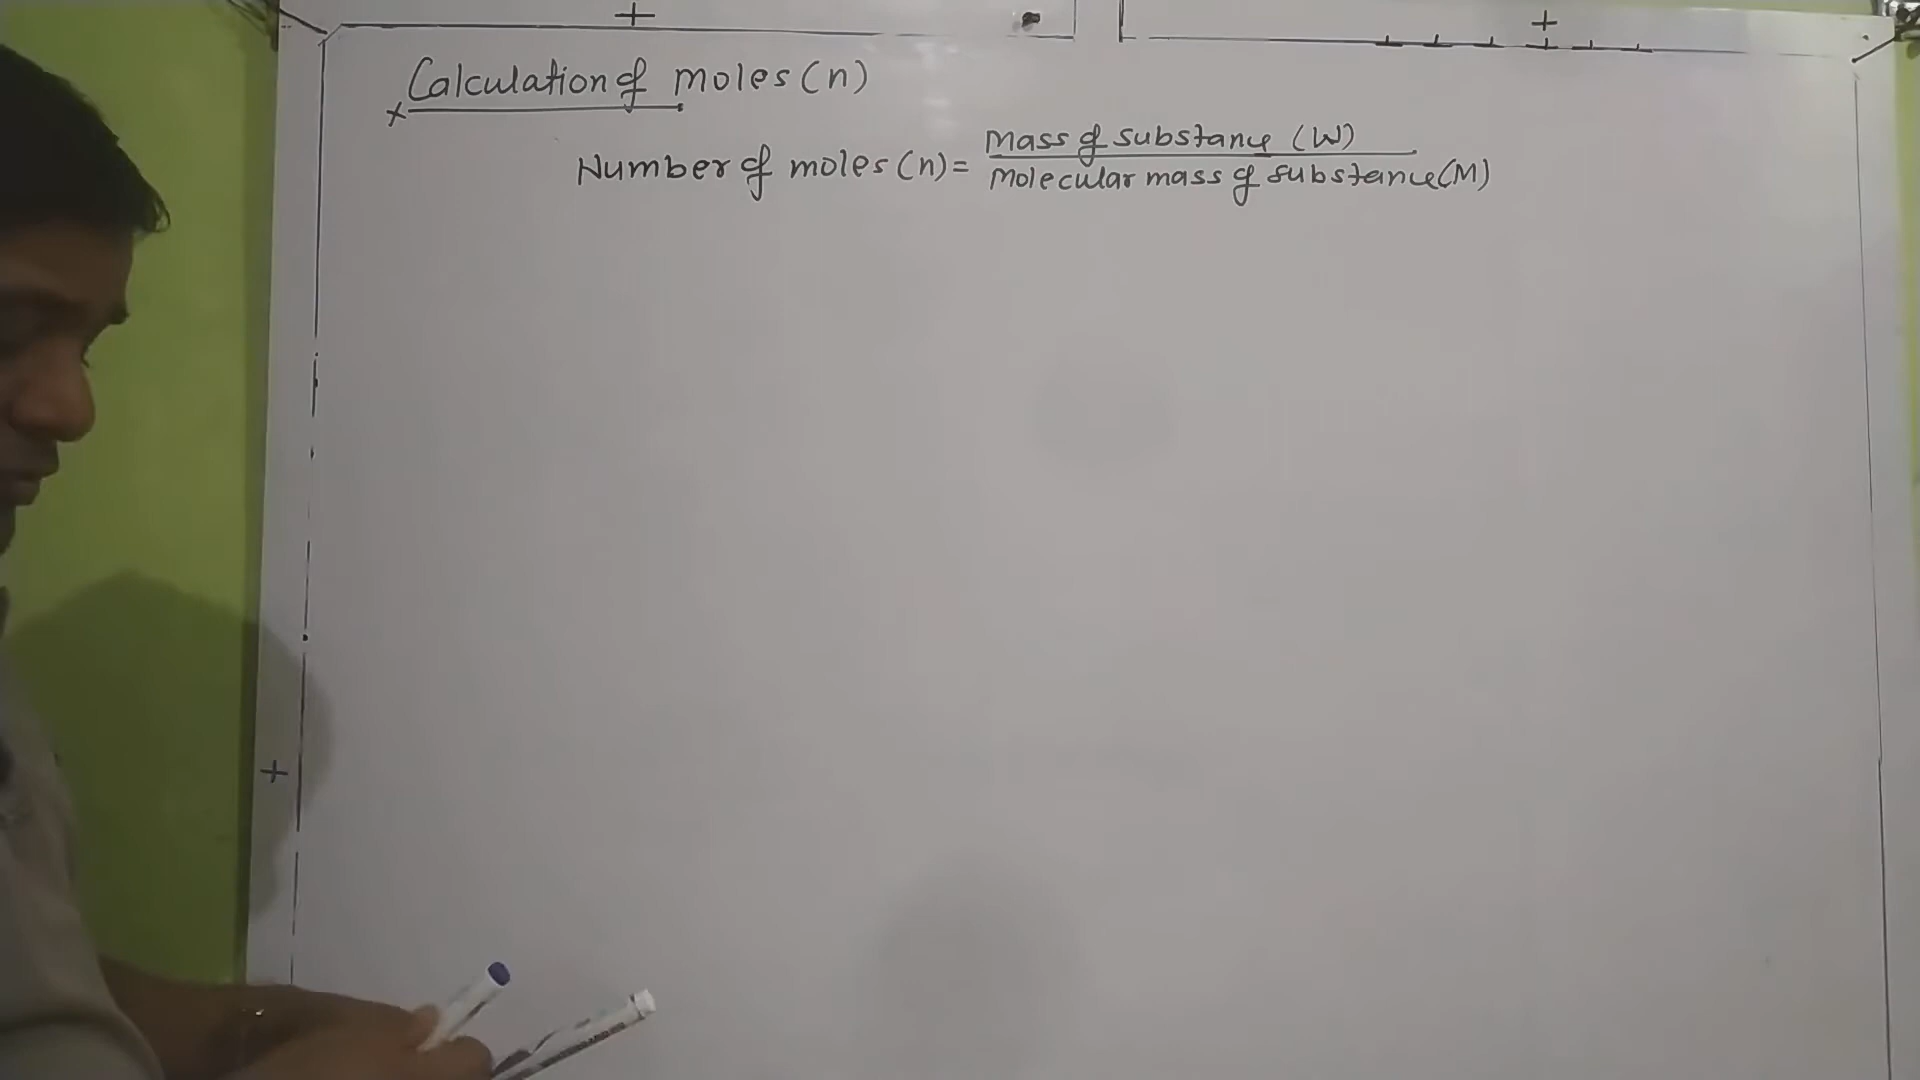 Calculation of moles (n)
Number of moles (n) = Mass of substance (W)
Molecular mass of substance (M)